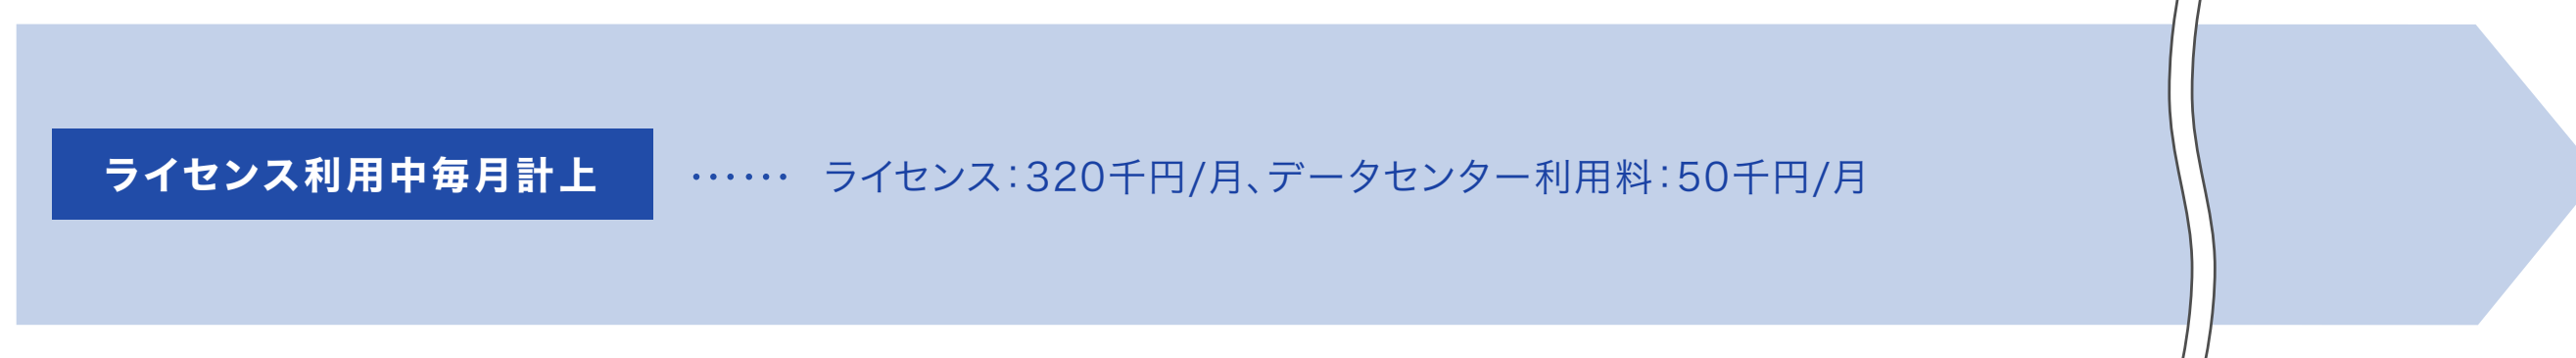 ライセンス利用中毎月計上 ‥‥‥ ライセンス：320千円/月、データセンター利用料：50千円/月